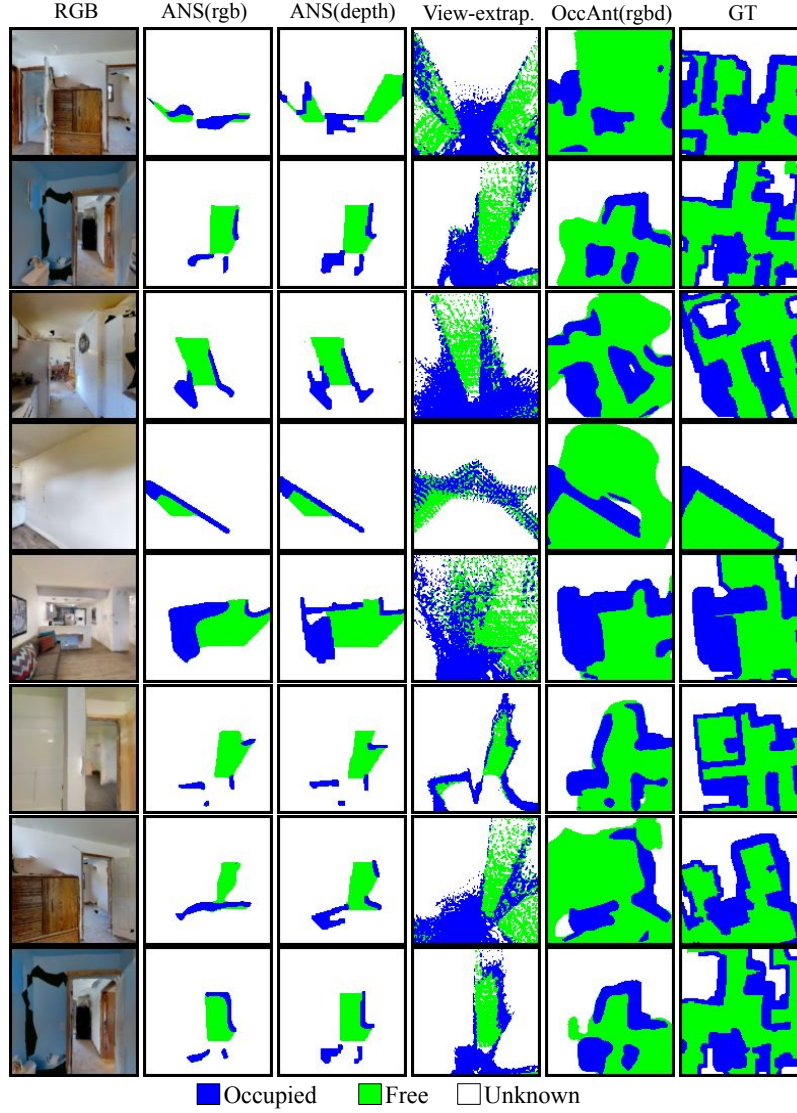 RGB ANS(rgb) ANS(depth) View-extrap. OccAnt(rgbd) GT
Occupied Free Unknown